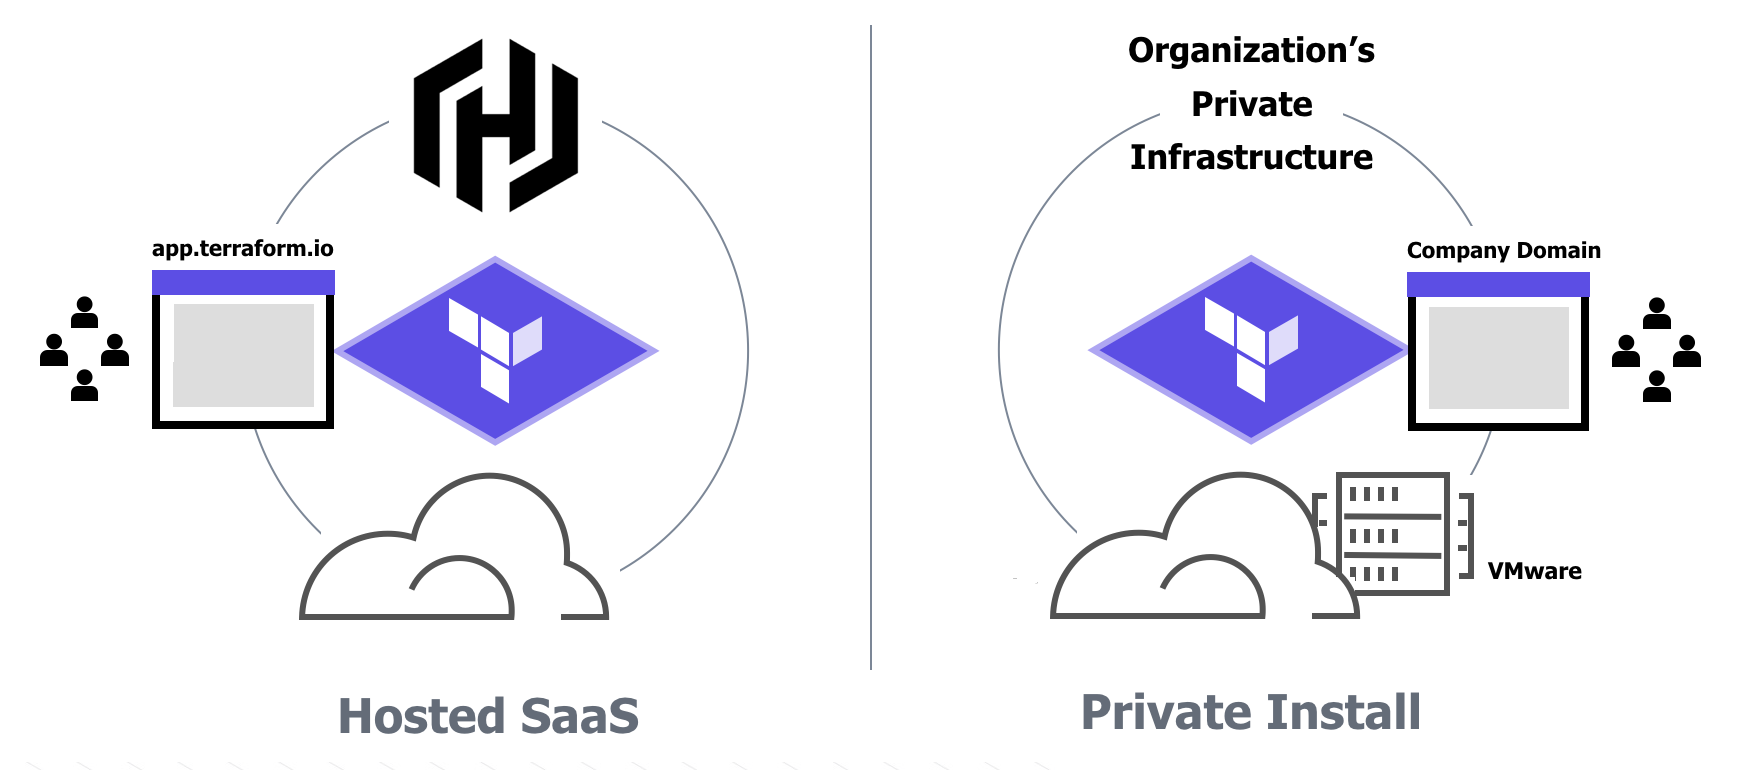 app.terraform.io
Hosted SaaS
Organization’s
Private
Infrastructure
Company Domain
VMware
Private Install